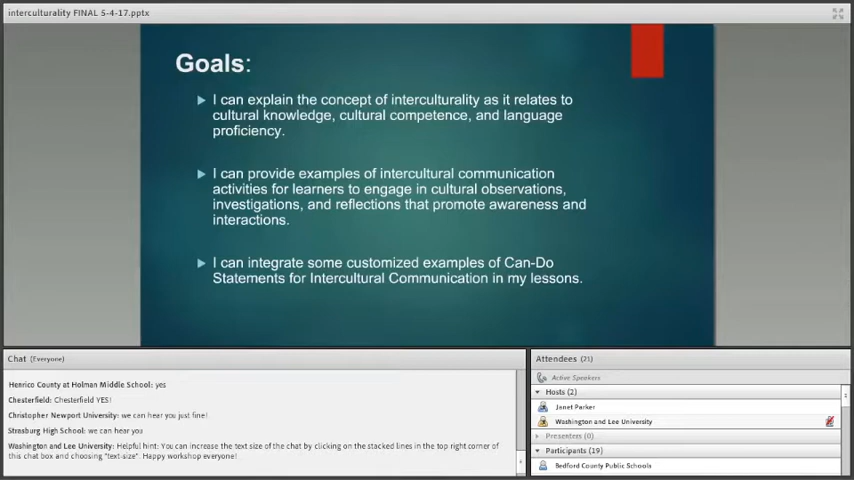 interculturality FINAL 5-4-17.pptx
Goals:
I can explain the concept of interculturality as it relates to
cultural knowledge, cultural competence, and language
proficiency.
I can provide examples of intercultural communication
activities for learners to engage in cultural observations,
investigations, and reflections that promote awareness and
interactions.
I can integrate some customized examples of Can-Do
Statements for Intercultural Communication in my lessons.
Chat (Everyone)
Henrico County at Holman Middle School: yes
Chesterfield: Chesterfield YES!
Christopher Newport University: we can hear you just fine!
Strasburg High School: we can hear you
Washington and Lee University: Helpful hint: You can increase the text size of the chat by clicking on the stacked lines in the top right corner of
this chat box and choosing "text-size". Happy workshop everyone!
Attendees (21)
Active Speakers
Hosts (2)
Janet Parker
Washington and Lee University
Presenters (0)
Participants (19)
Bedford County Public Schools